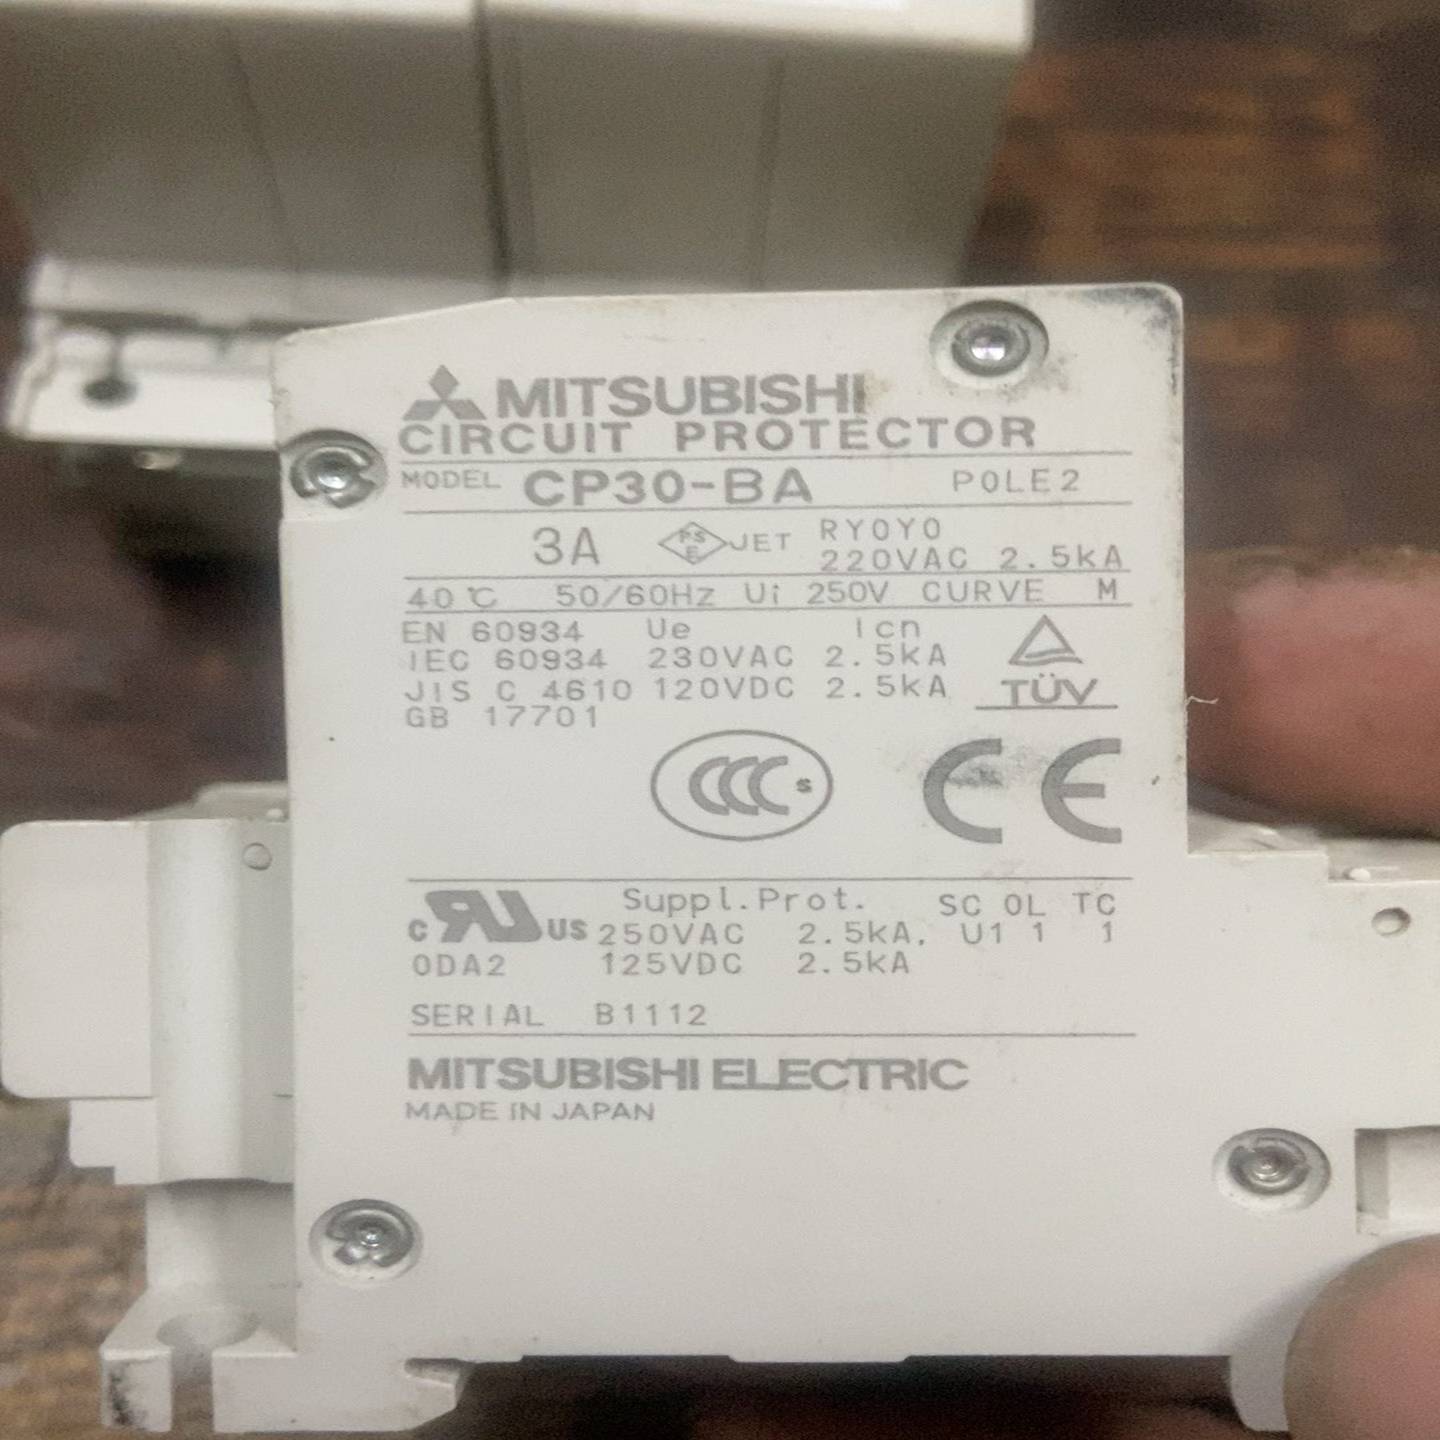 MITSUBISHI
CIRCUIT PROTECTOR
MODEL CP30-BA POLE2
3A PS E JET RYOYO
220VAC 2.5kA
40℃ 50/60Hz Ui 250V CURVE M
EN 60934 Ue Icn
IEC 60934 230VAC 2.5kA
JIS C 4610 120VDC 2.5kA TÜV
GB 17701
CCC S CE
c RU US Suppl.Prot. SC OL TC
250VAC 2.5kA, U1 1 1
ODA2 125VDC 2.5kA
SERIAL B1112
MITSUBISHI ELECTRIC
MADE IN JAPAN